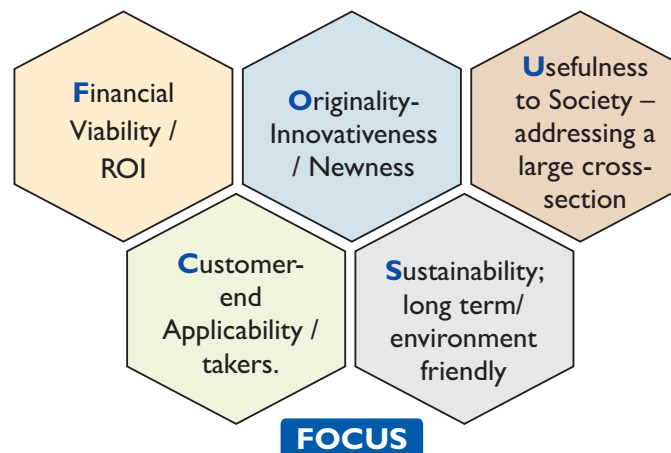 Financial
Viability /
ROI
Originality-
Innovativeness
/ Newness
Usefulness
to Society –
addressing a
large cross-
section
Customer-
end
Applicability /
takers.
Sustainability;
long term/
environment
friendly
FOCUS